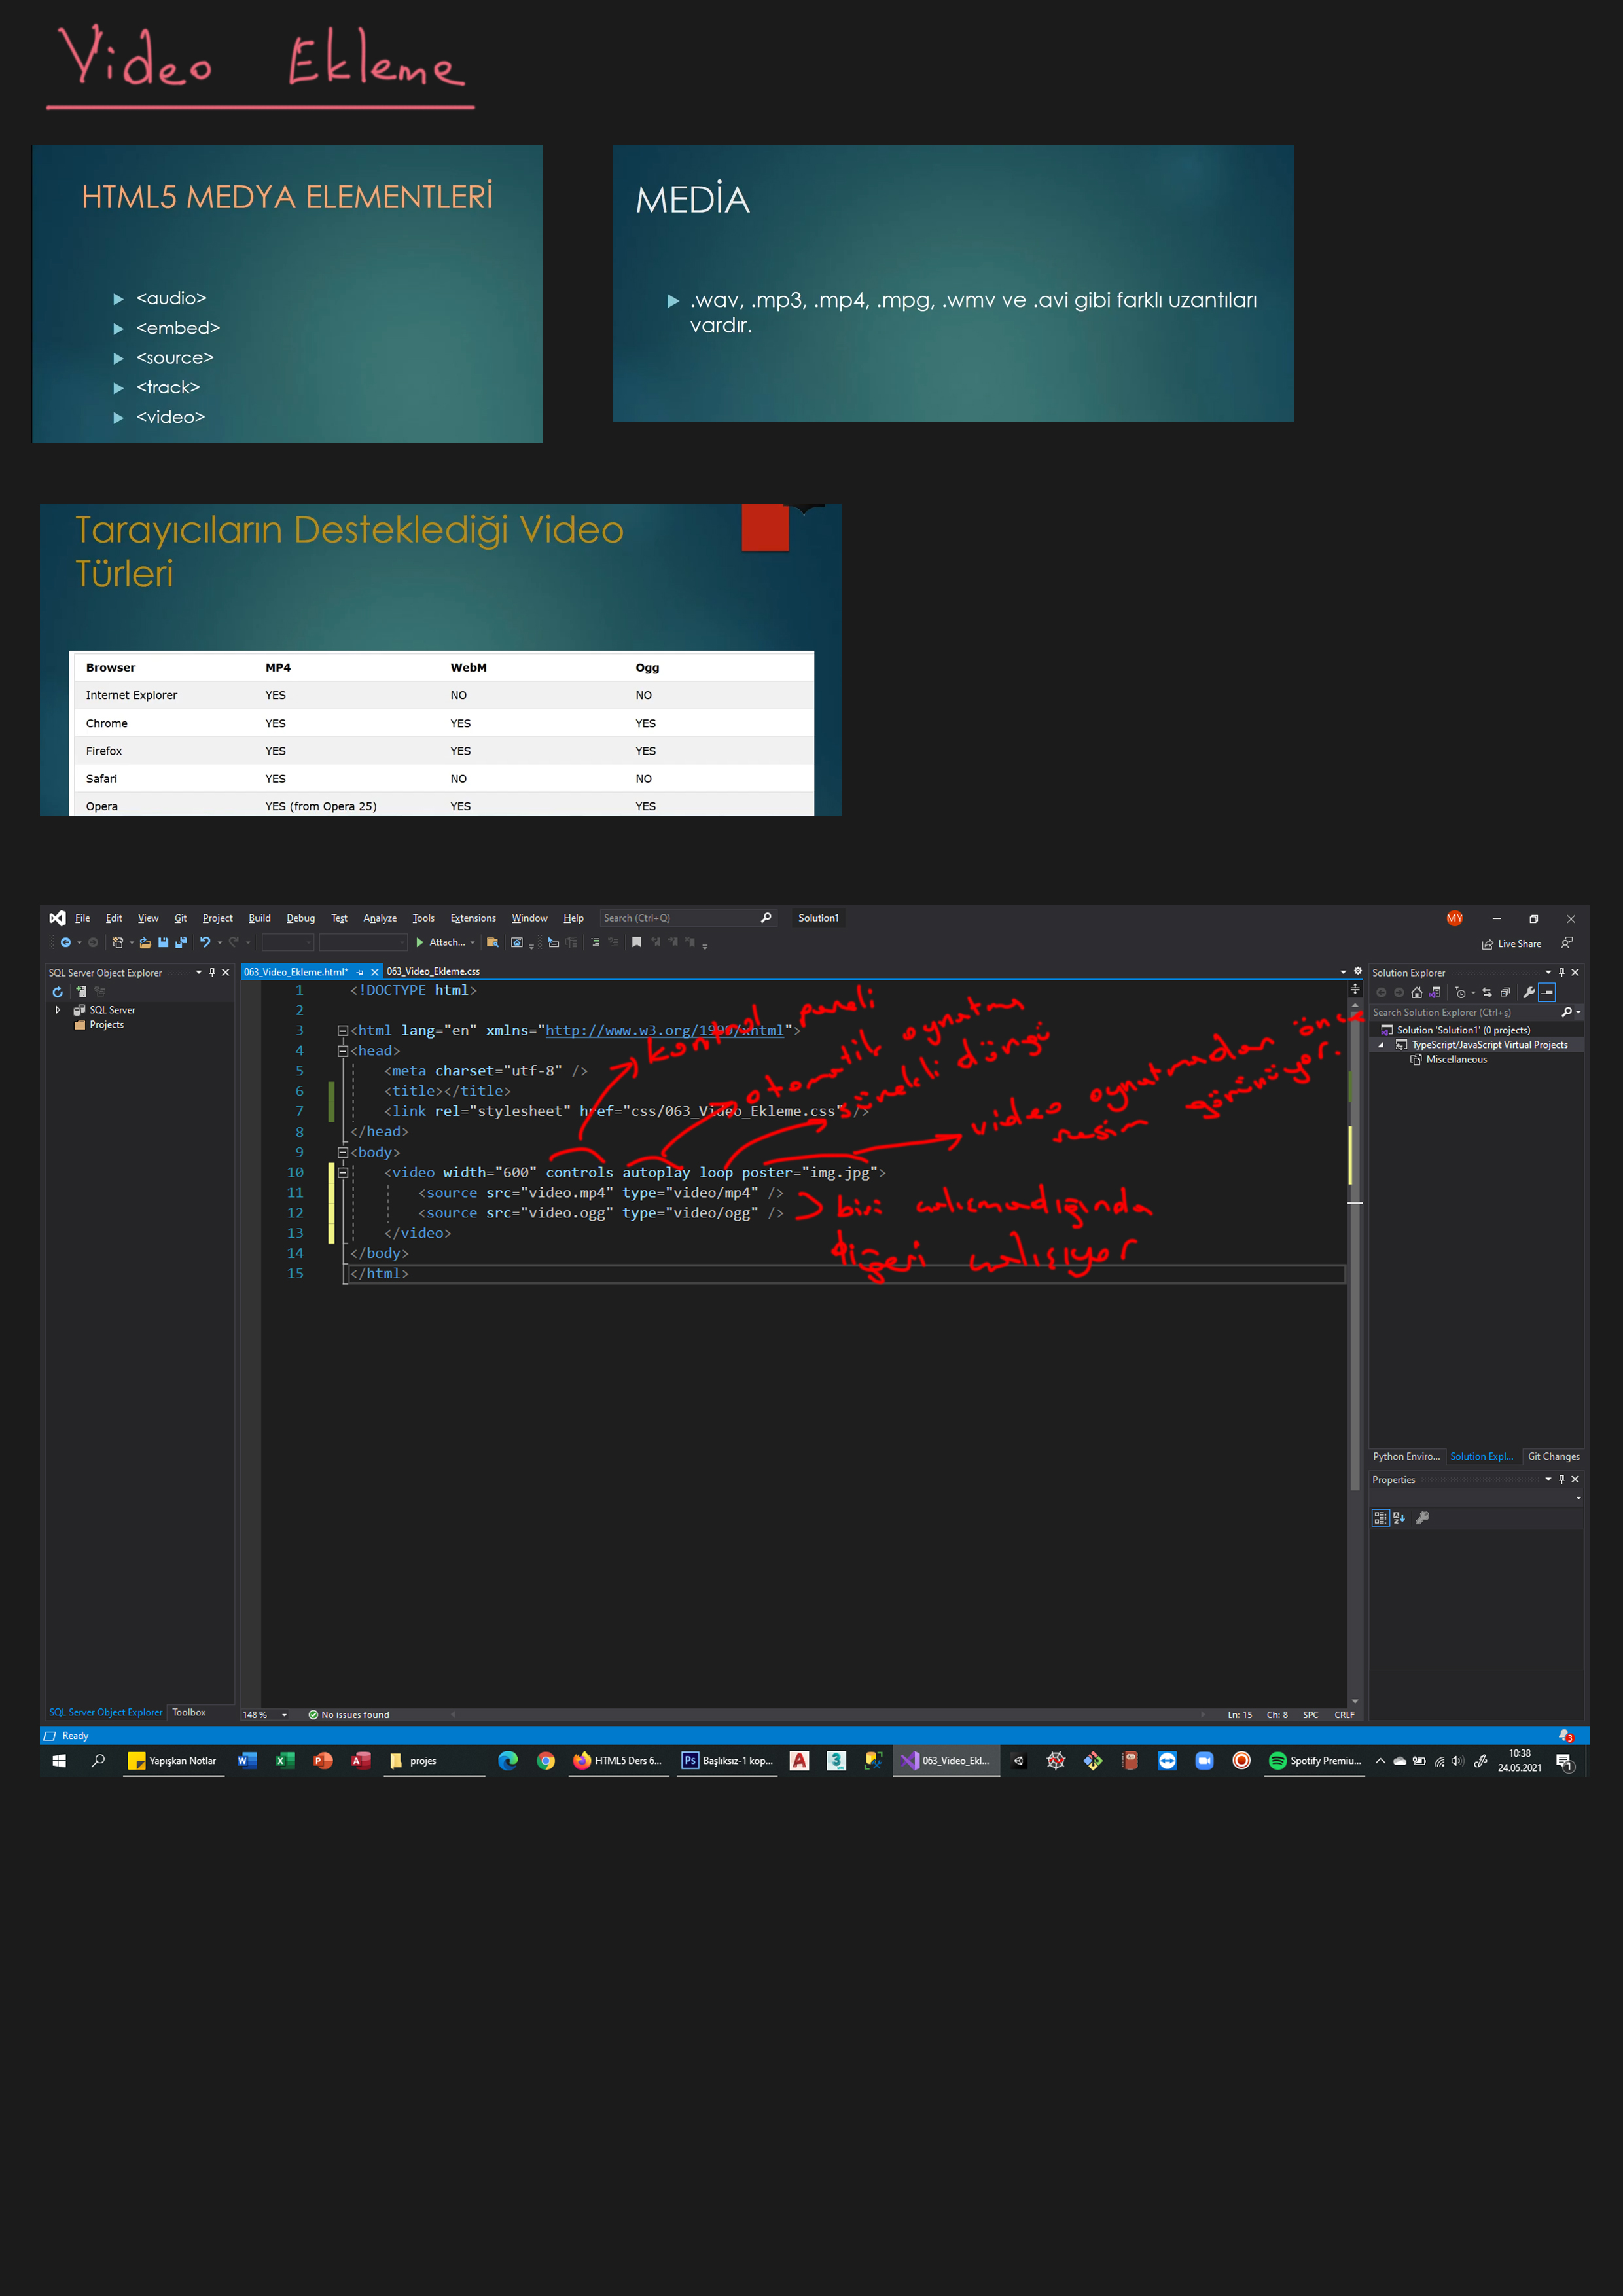 Video Ekleme
HTML5 MEDYA ELEMENTLERİ
<audio>
<embed>
<source>
<track>
<video>
MEDİA
.wav, .mp3, .mp4, .mpg, .wmv ve .avi gibi farklı uzantıları
vardır.
Tarayıcıların Desteklediği Video
Türleri
Browser MP4 WebM Ogg
Internet Explorer YES NO NO
Chrome YES YES YES
Firefox YES YES YES
Safari YES NO NO
Opera YES (from Opera 25) YES YES
File Edit View Git Project Build Debug Test Analyze Tools Extensions Window Help Search (Ctrl+Q) Solution1 MY
Attach... Live Share
SQL Server Object Explorer
SQL Server
Projects
063_Video_Ekleme.html* 063_Video_Ekleme.css
1 <!DOCTYPE html>
2
3 <html lang="en" xmlns="http://www.w3.org/1999/xhtml">
4 <head>
5 <meta charset="utf-8" />
6 <title></title>
7 <link rel="stylesheet" href="css/063_Video_Ekleme.css" />
8 </head>
9 <body>
10 <video width="600" controls autoplay loop poster="img.jpg">
11 <source src="video.mp4" type="video/mp4" />
12 <source src="video.ogg" type="video/ogg" />
13 </video>
14 </body>
15 </html>
kontrol paneli
otomatik oynatma
sürekli döngü
video oynatmadan önce
resim görünüyor.
biri çalışmadığında
diğeri çalışıyor
Solution Explorer
Search Solution Explorer (Ctrl+ş)
Solution 'Solution1' (0 projects)
TypeScript/JavaScript Virtual Projects
Miscellaneous
Python Enviro... Solution Expl... Git Changes
Properties
SQL Server Object Explorer Toolbox
148 % No issues found Ln: 15 Ch: 8 SPC CRLF
Ready 3
Yapışkan Notlar projes HTML5 Ders 6... Başlıksız-1 kop... 063_Video_Ekl... Spotify Premiu... 10:38
24.05.2021 1